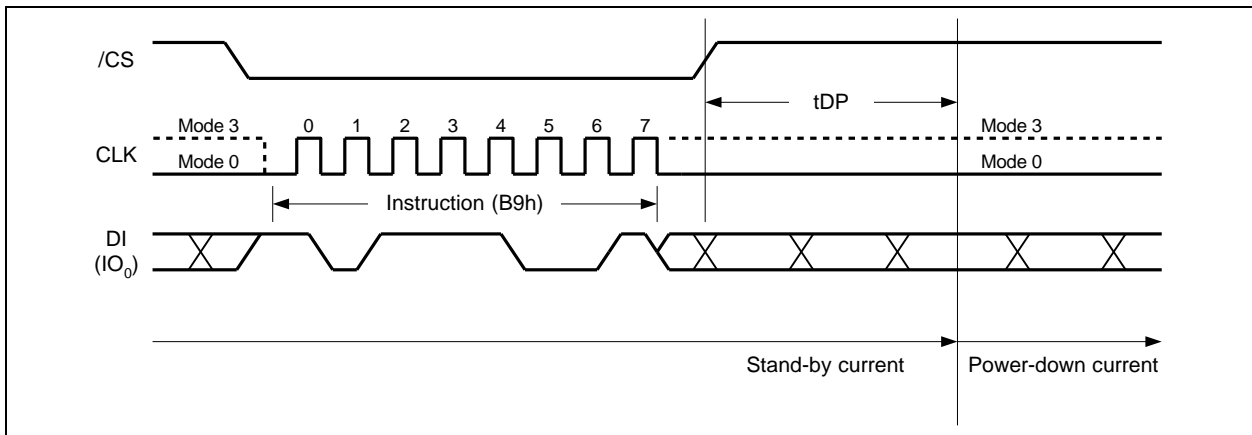 /CS
tDP
Mode 3
0 1 2 3 4 5 6 7
Mode 3
CLK
Mode 0
Mode 0
Instruction (B9h)
DI
(IO0)
Stand-by current
Power-down current